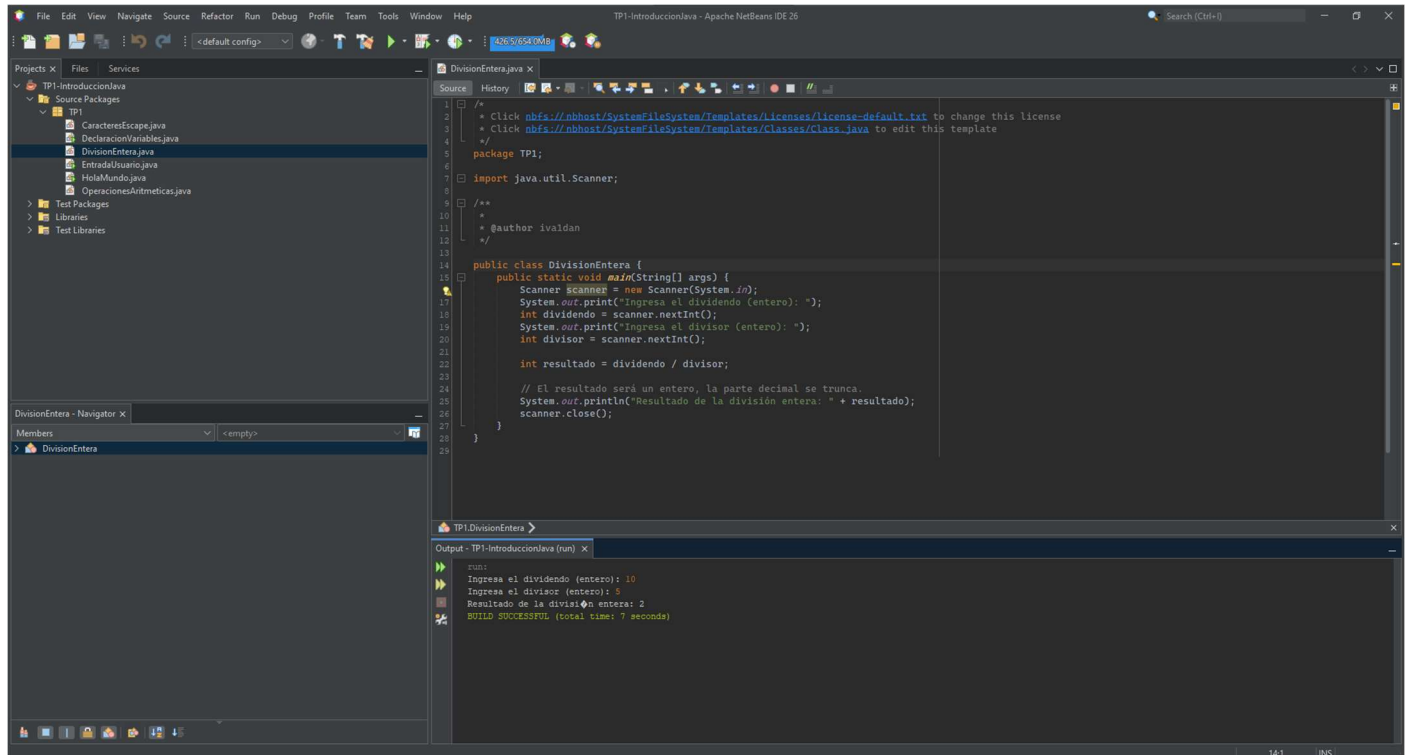 File Edit View Navigate Source Refactor Run Debug Profile Team Tools Window Help TP1-IntroduccionJava - Apache NetBeans IDE 26 Search (Ctrl+I)
<default config> 426.5/654.0MB
Projects Files Services
TP1-IntroduccionJava
Source Packages
TP1
CaracteresEscape.java
DeclaracionVariables.java
DivisionEntera.java
EntradaUsuario.java
HolaMundo.java
OperacionesAritmeticas.java
Test Packages
Libraries
Test Libraries
DivisionEntera - Navigator
Members <empty>
DivisionEntera
DivisionEntera.java
Source History
1 /*
2 * Click nbfs://nbhost/SystemFileSystem/Templates/Licenses/license-default.txt to change this license
3 * Click nbfs://nbhost/SystemFileSystem/Templates/Classes/Class.java to edit this template
4 */
5 package TP1;
6
7 import java.util.Scanner;
8
9 /**
10 *
11 * @author ivaldan
12 */
13
14 public class DivisionEntera {
15 public static void main(String[] args) {
Scanner scanner = new Scanner(System.in);
17 System.out.print("Ingresa el dividendo (entero): ");
18 int dividendo = scanner.nextInt();
19 System.out.print("Ingresa el divisor (entero): ");
20 int divisor = scanner.nextInt();
21
22 int resultado = dividendo / divisor;
23
24 // El resultado será un entero, la parte decimal se trunca.
25 System.out.println("Resultado de la división entera: " + resultado);
26 scanner.close();
27 }
28 }
29
TP1.DivisionEntera
Output - TP1-IntroduccionJava (run)
run:
Ingresa el dividendo (entero): 10
Ingresa el divisor (entero): 5
Resultado de la divisi�n entera: 2
BUILD SUCCESSFUL (total time: 7 seconds)
14:1 INS